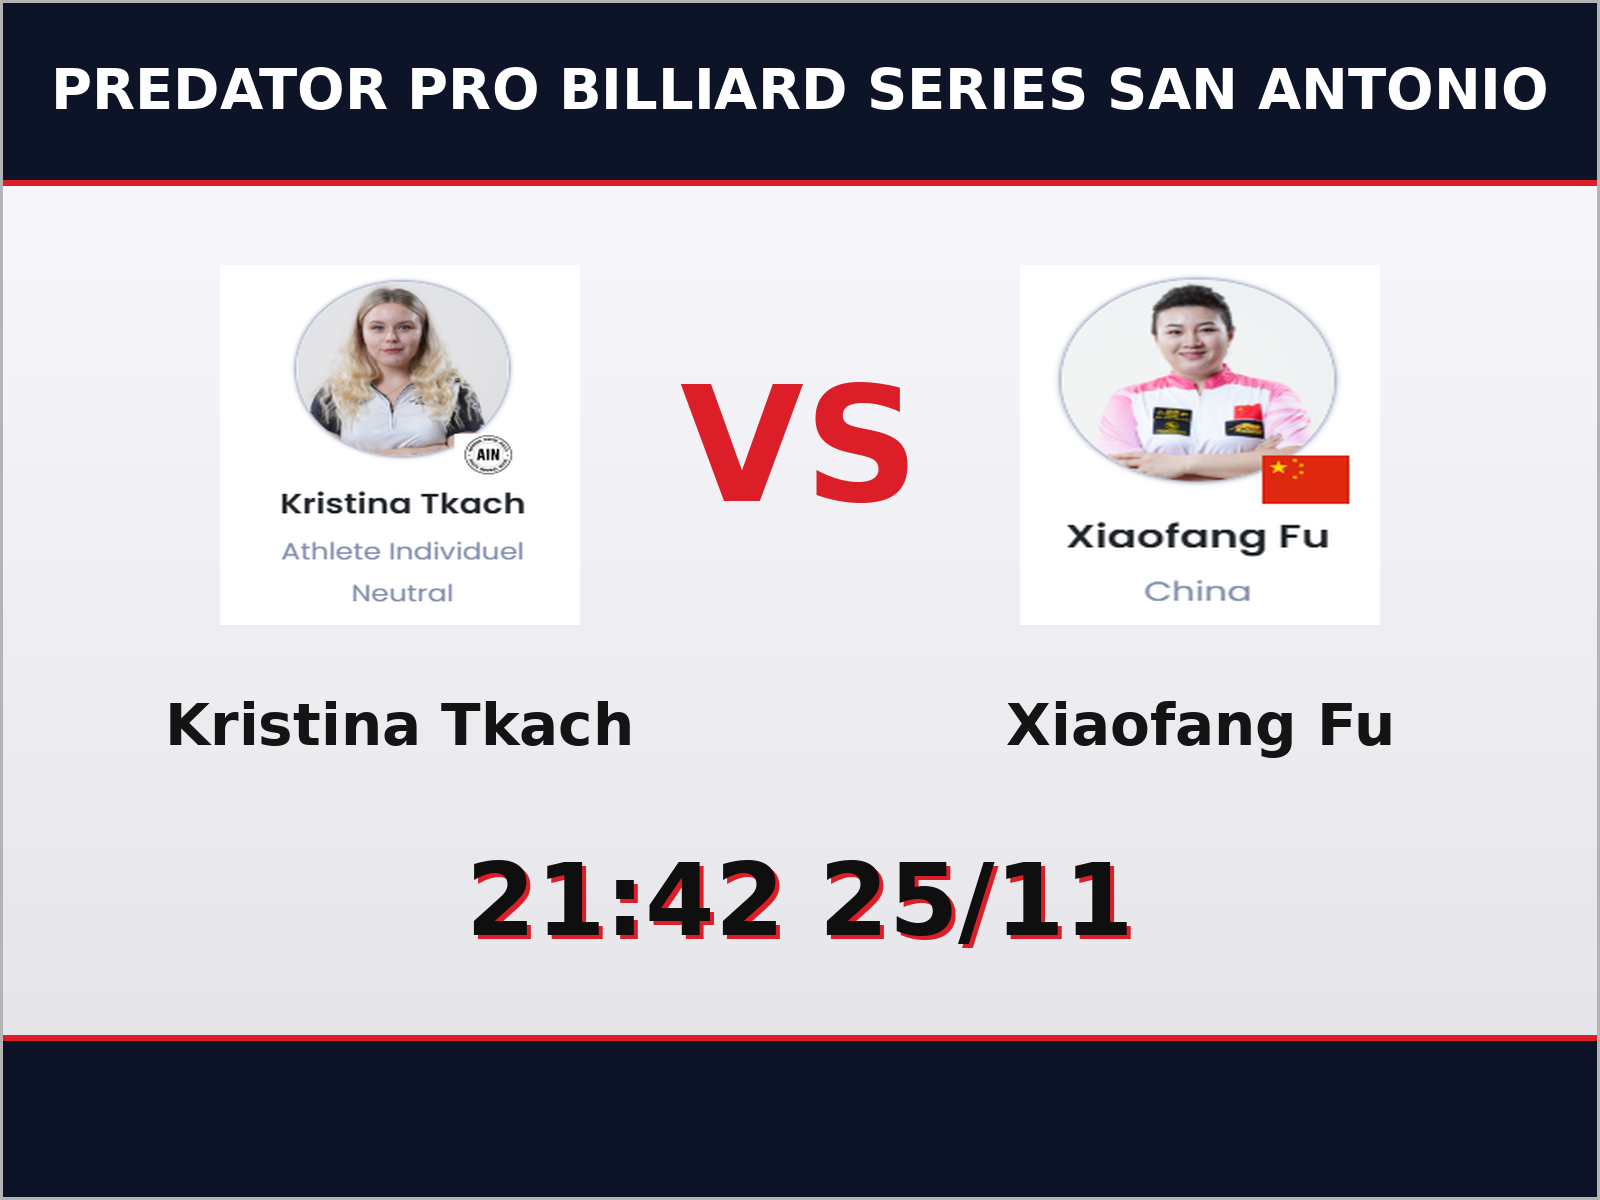 PREDATOR PRO BILLIARD SERIES SAN ANTONIO
AIN
Kristina Tkach
Athlete Individuel
Neutral
VS
Xiaofang Fu
China
Kristina Tkach
Xiaofang Fu
21:42 25/11